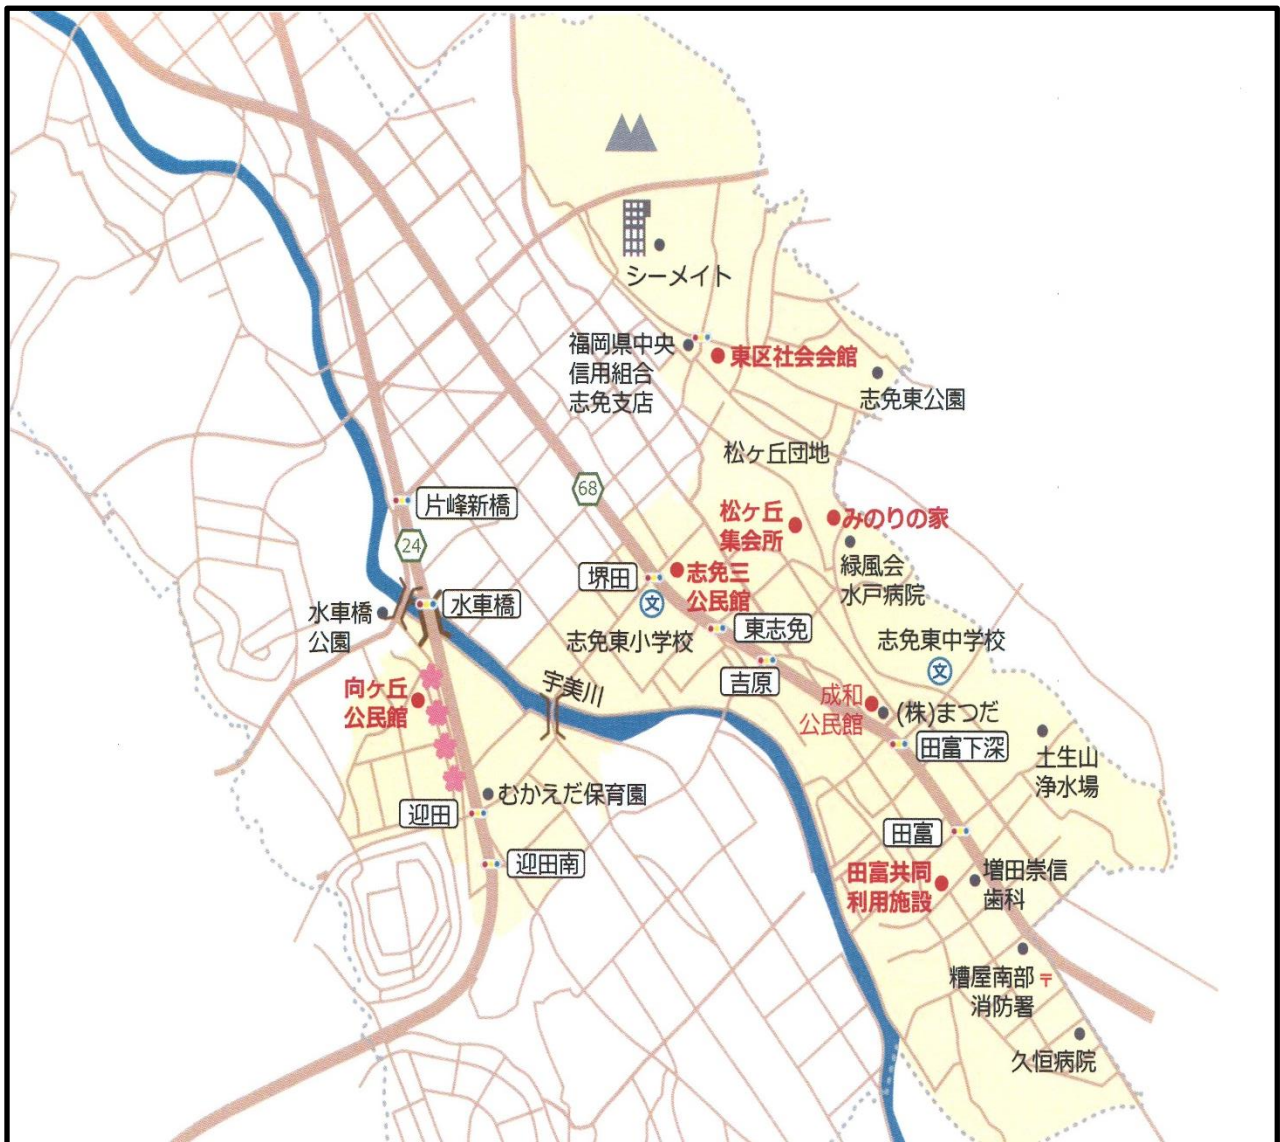 シーメイト
福岡県中央
信用組合
志免支店
東区社会会館
志免東公園
松ヶ丘団地
68
片峰新橋
松ヶ丘
集会所
みのりの家
24
緑風会
水戸病院
堺田
志免三
公民館
水車橋
水車橋
公園
文
志免東小学校
東志免
志免東中学校
文
吉原
宇美川
向ヶ丘
公民館
成和
公民館
(株)まつだ
田富下深
土生山
浄水場
むかえだ保育園
迎田
田富
迎田南
田富共同
利用施設
増田崇信
歯科
糟屋南部
消防署
〒
久恒病院